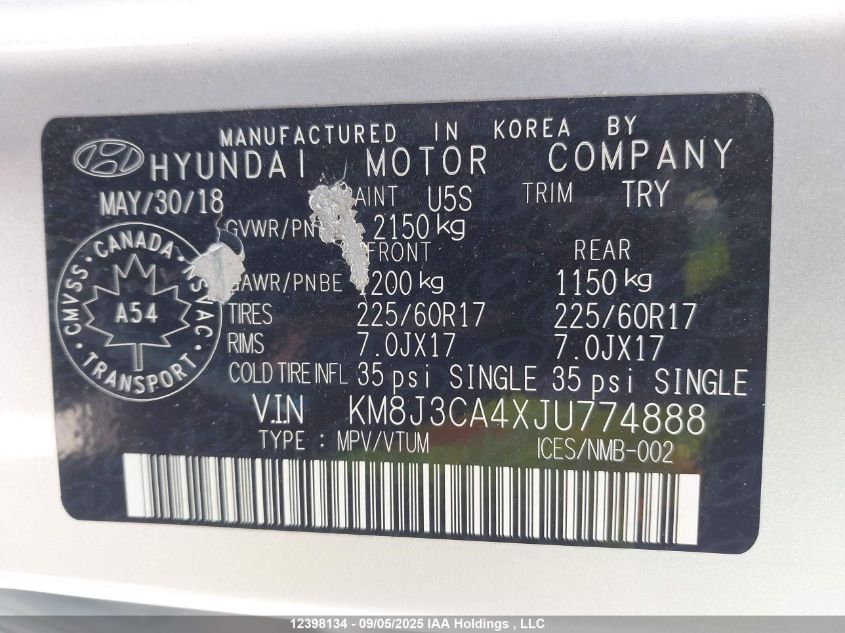 MANUFACTURED IN KOREA BY
HYUNDAI MOTOR COMPANY
MAY/30/18 PAINT U5S TRIM TRY
GVWR/PN 2150 kg
FRONT REAR
GAWR/PNBE 1200 kg 1150 kg
TIRES 225/60R17 225/60R17
RIMS 7.0JX17 7.0JX17
COLD TIRE INFL 35 psi SINGLE 35 psi SINGLE
V.I.N KM8J3CA4XJU774888
TYPE : MPV/VTUM ICES/NMB-002
CMVSS · CANADA · NSVAC · TRANSPORT ·
A54
12398134 - 09/05/2025 IAA Holdings , LLC